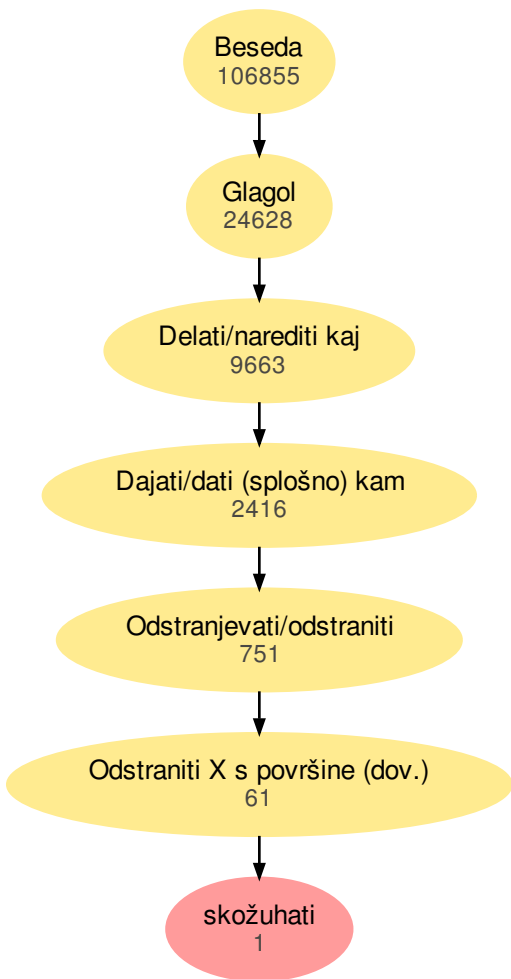 Beseda
106855
Glagol
24628
Delati/narediti kaj
9663
Dajati/dati (splošno) kam
2416
Odstranjevati/odstraniti
751
Odstraniti X s površine (dov.)
61
skožuhati
1